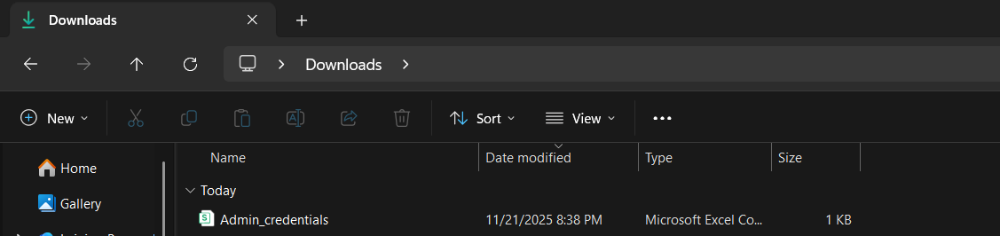 Downloads
Downloads
New
Sort
View
Name Date modified Type Size
Home
Today
Gallery
Admin_credentials 11/21/2025 8:38 PM Microsoft Excel Co... 1 KB